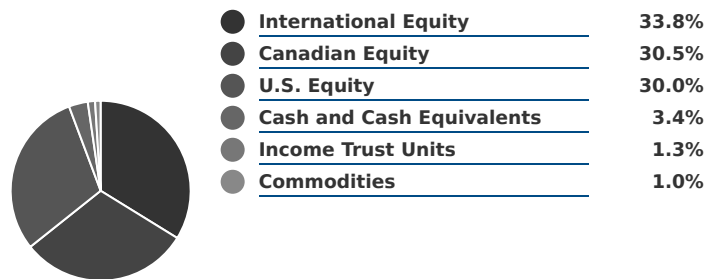 International Equity 33.8%
Canadian Equity 30.5%
U.S. Equity 30.0%
Cash and Cash Equivalents 3.4%
Income Trust Units 1.3%
Commodities 1.0%